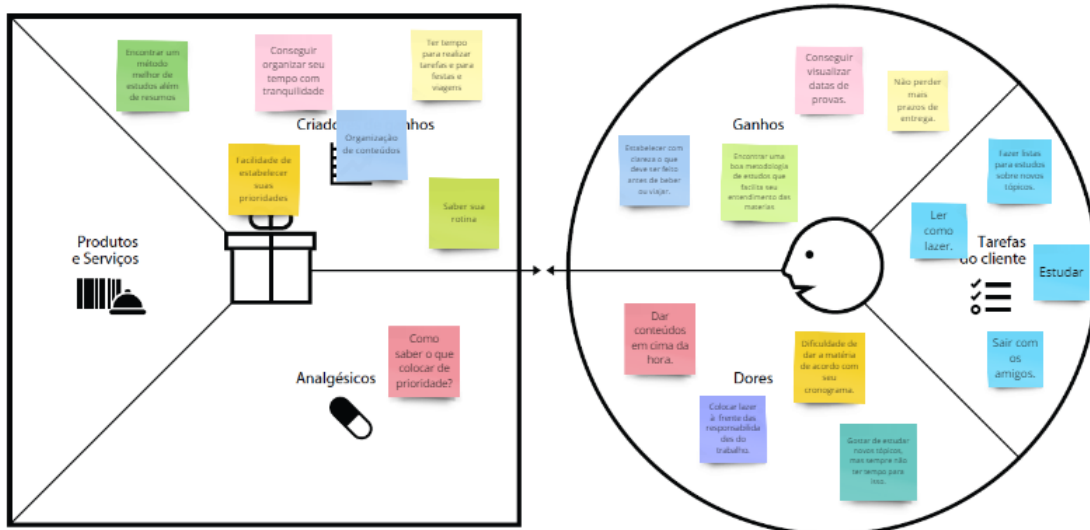 Encontrar um
método
melhor de
estudos além
de resumos
Conseguir
organizar seu
tempo com
tranquilidade
Ter tempo
para realizar
tarefas e para
festas e
viagens
Organização
de conteúdos
Facilidade de
estabelecer
suas
prioridades
Saber sua
rotina
Produtos
e Serviços
Como
saber o que
colocar de
prioridade?
Analgésicos
Conseguir
visualizar
datas de
provas.
Não perder
mais
prazos de
entrega.
Ganhos
Estabelecer com
clareza o que
deve ser feito
antes de beber
ou viajar.
Encontrar uma
boa metodologia
de estudos que
facilita seu
entendimento das
materias
Fazer listas
para estudos
sobre novos
tópicos.
Ler
como
lazer.
Tarefas
do cliente
Estudar
Sair com
os
amigos.
Dar
conteúdos
em cima da
hora.
Dores
Dificuldade de
dar a matéria
de acordo com
seu
cronograma.
Colocar lazer
à frente das
responsabilida
des do
trabalho.
Gostar de estudar
novos tópicos,
mas sempre não
ter tempo para
isso.